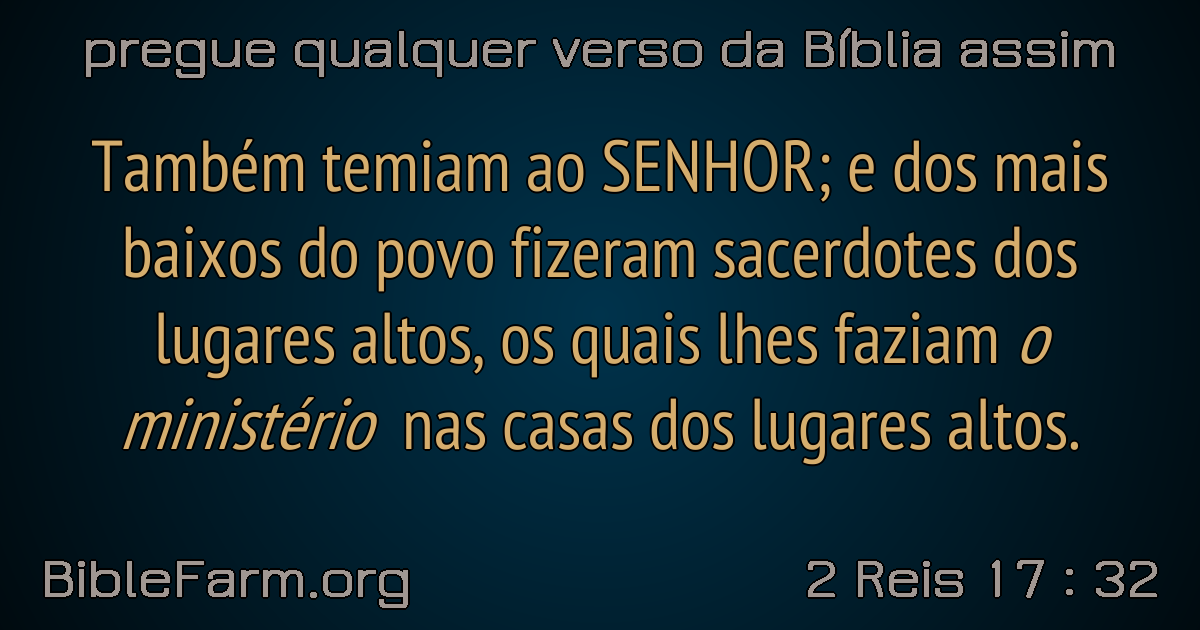 pregue qualquer verso da Bíblia assim
Também temiam ao SENHOR; e dos mais
baixos do povo fizeram sacerdotes dos
lugares altos, os quais lhes faziam o
ministério nas casas dos lugares altos.
BibleFarm.org
2 Reis 17 : 32